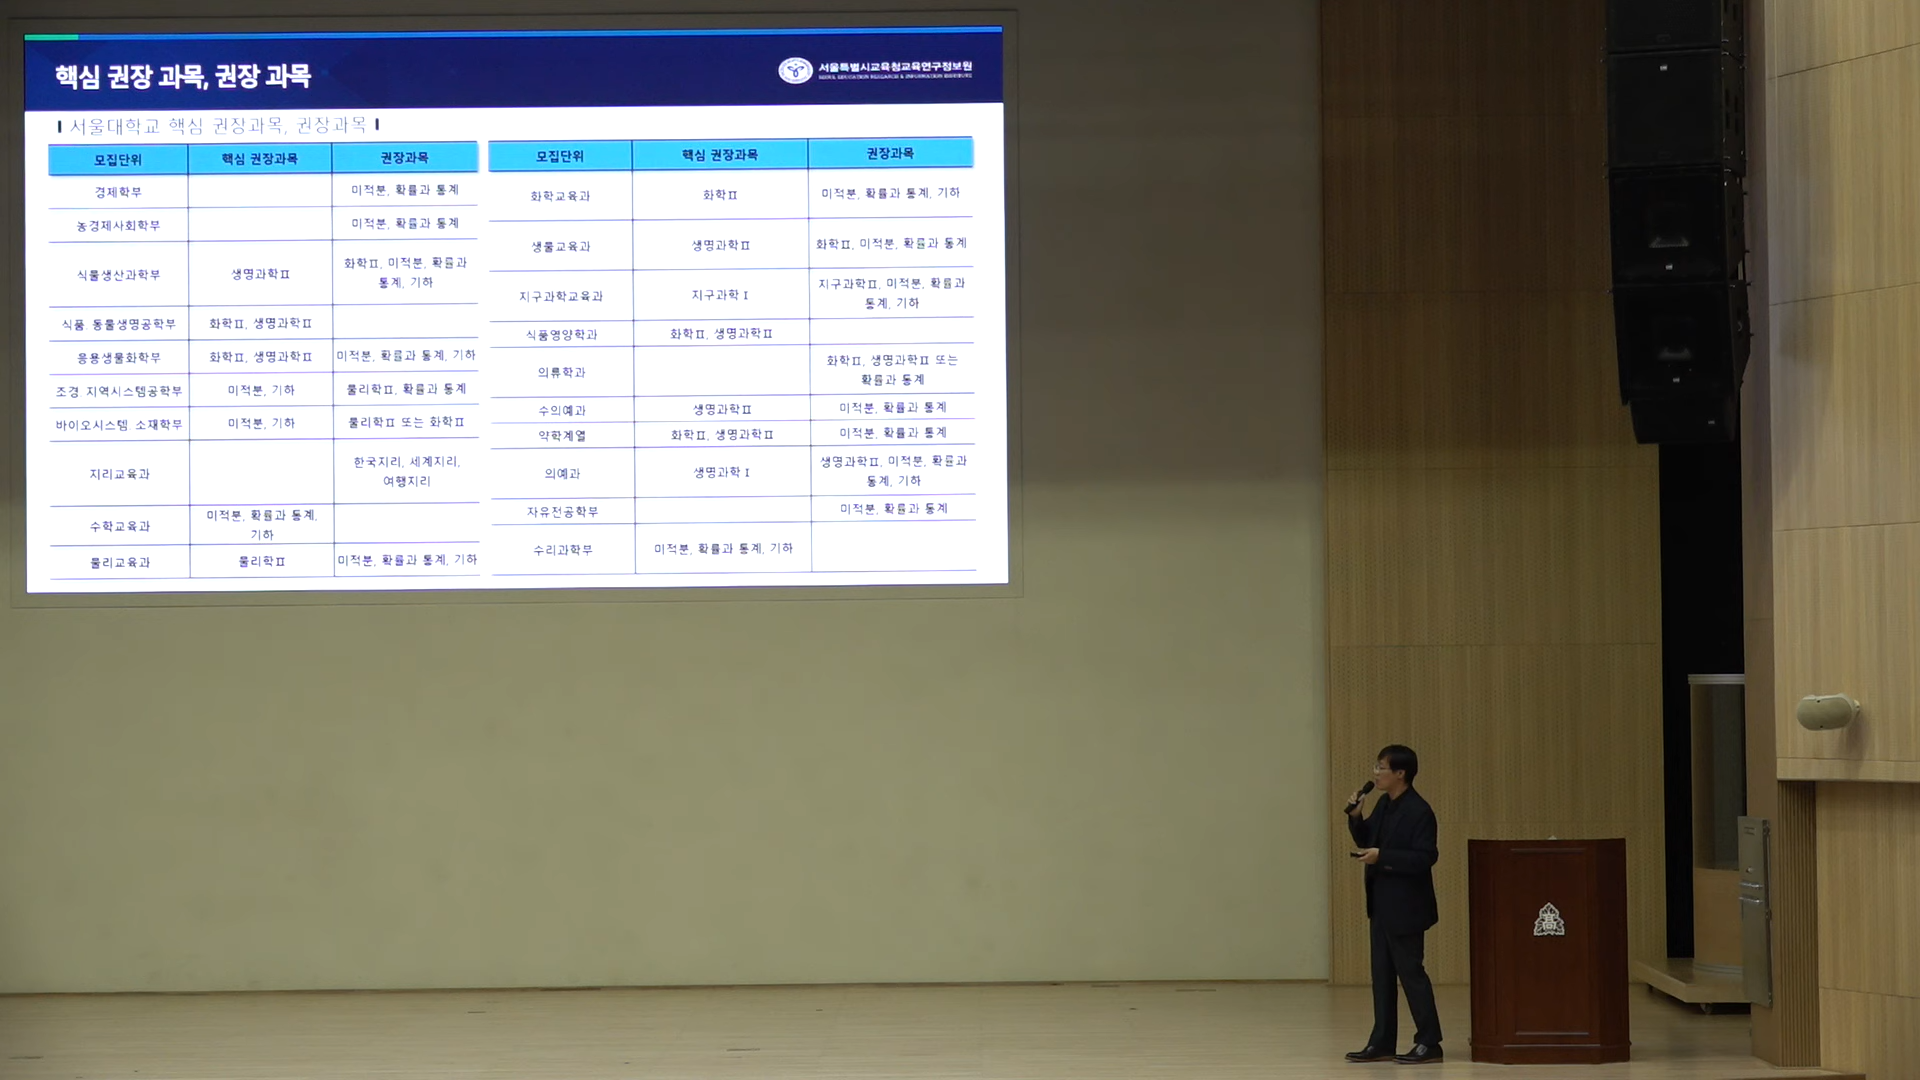 핵심 권장 과목, 권장 과목
서울특별시교육청교육연구정보원
SEOUL EDUCATION RESEARCH & INFORMATION INSTITUTE
서울대학교 핵심 권장과목, 권장과목
모집단위 핵심 권장과목 권장과목
경제학부 미적분, 확률과 통계
농경제사회학부 미적분, 확률과 통계
식물생산과학부 생명과학Ⅱ 화학Ⅱ, 미적분, 확률과
통계, 기하
식품·동물생명공학부 화학Ⅱ, 생명과학Ⅱ
응용생물화학부 화학Ⅱ, 생명과학Ⅱ 미적분, 확률과 통계, 기하
조경·지역시스템공학부 미적분, 기하 물리학Ⅱ, 확률과 통계
바이오시스템·소재학부 미적분, 기하 물리학Ⅱ 또는 화학Ⅱ
지리교육과 한국지리, 세계지리,
여행지리
수학교육과 미적분, 확률과 통계,
기하
물리교육과 물리학Ⅱ 미적분, 확률과 통계, 기하
모집단위 핵심 권장과목 권장과목
화학교육과 화학Ⅱ 미적분, 확률과 통계, 기하
생물교육과 생명과학Ⅱ 화학Ⅱ, 미적분, 확률과 통계
지구과학교육과 지구과학Ⅰ 지구과학Ⅱ, 미적분, 확률과
통계, 기하
식품영양학과 화학Ⅱ, 생명과학Ⅱ
의류학과 화학Ⅱ, 생명과학Ⅱ 또는
확률과 통계
수의예과 생명과학Ⅱ 미적분, 확률과 통계
약학계열 화학Ⅱ, 생명과학Ⅱ 미적분, 확률과 통계
의예과 생명과학Ⅰ 생명과학Ⅱ, 미적분, 확률과
통계, 기하
자유전공학부 미적분, 확률과 통계
수리과학부 미적분, 확률과 통계, 기하
高